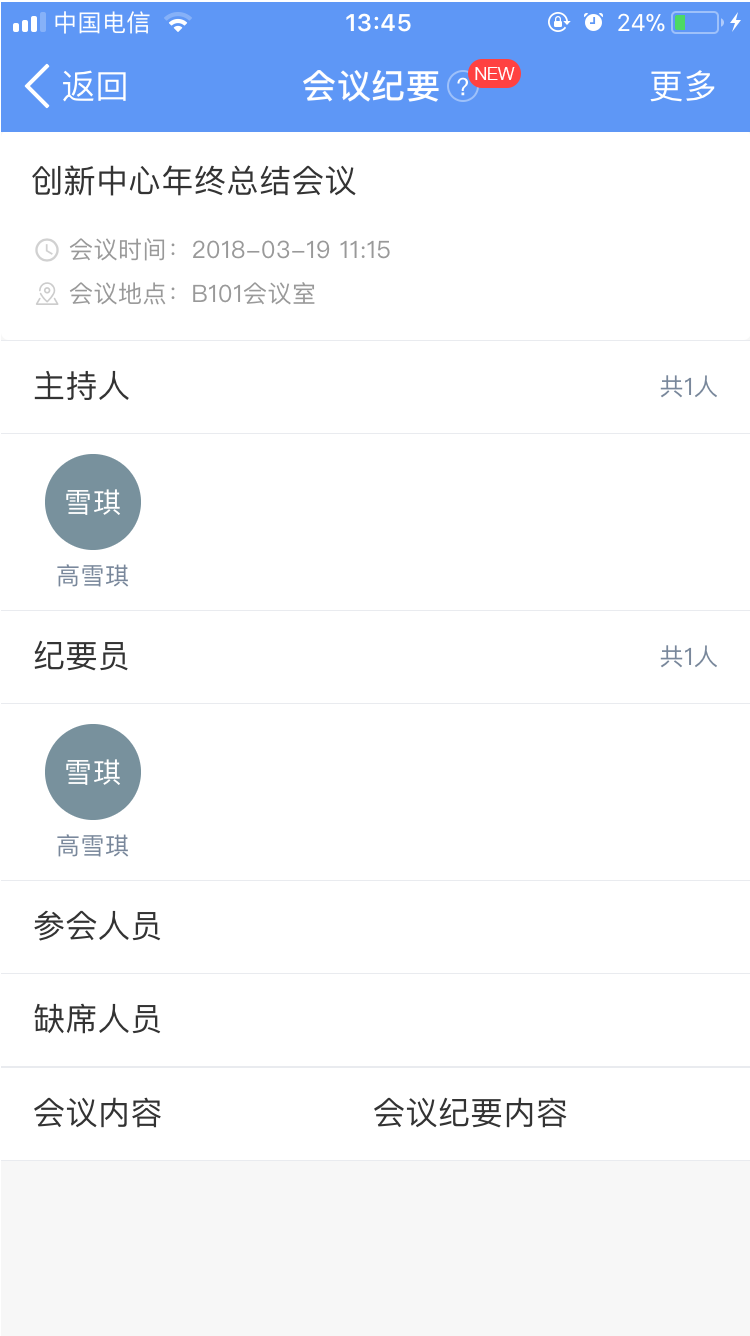 中国电信 13:45 24%
返回 会议纪要 ? NEW 更多
创新中心年终总结会议
会议时间：2018-03-19 11:15
会议地点：B101会议室
主持人 共1人
雪琪
高雪琪
纪要员 共1人
雪琪
高雪琪
参会人员
缺席人员
会议内容 会议纪要内容